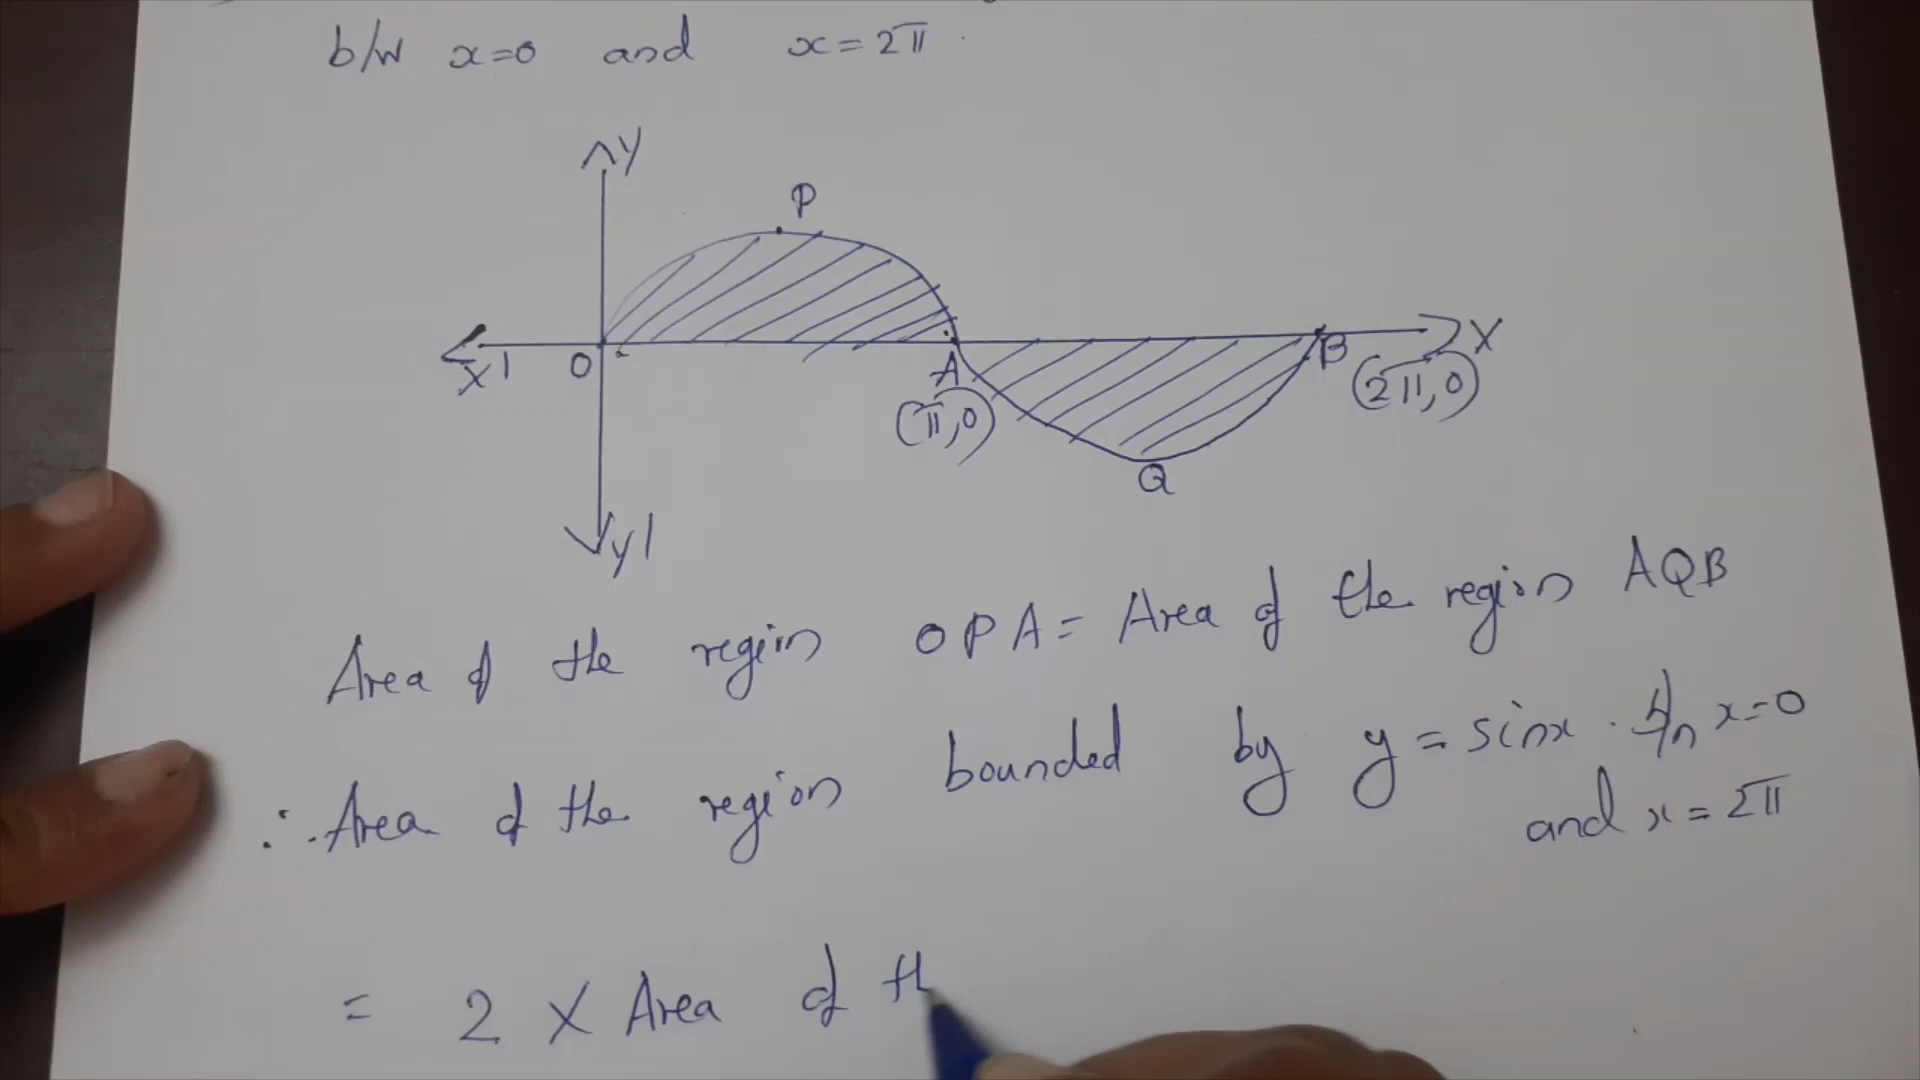 b/w x=0 and x=2π.
Y
P
X
X'
O
A
B
(π,0)
(2π,0)
Q
Y'
Area of the region OPA = Area of the region AQB
∴ Area of the region bounded by y = sinx. b/n x=0
and x = 2π
= 2 X Area of th